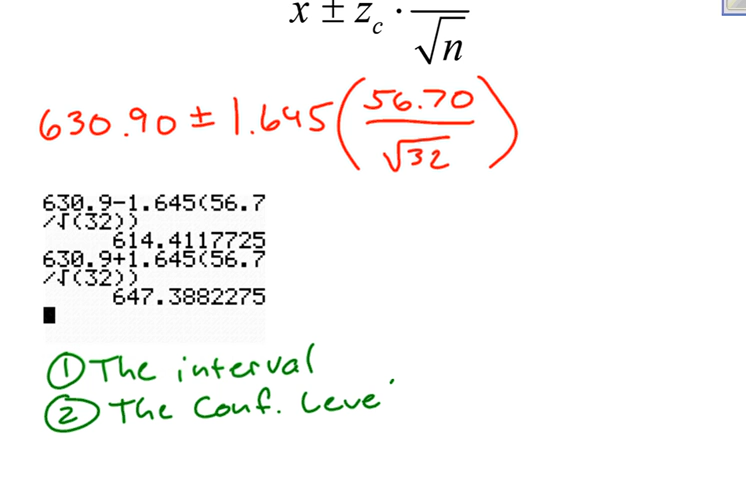 x ± z_c · —/√n
630.90 ± 1.645(56.70/√32)
630.9-1.645(56.7
/√(32))
614.4117725
630.9+1.645(56.7
/√(32))
647.3882275
① The interval
② The Conf. Leve